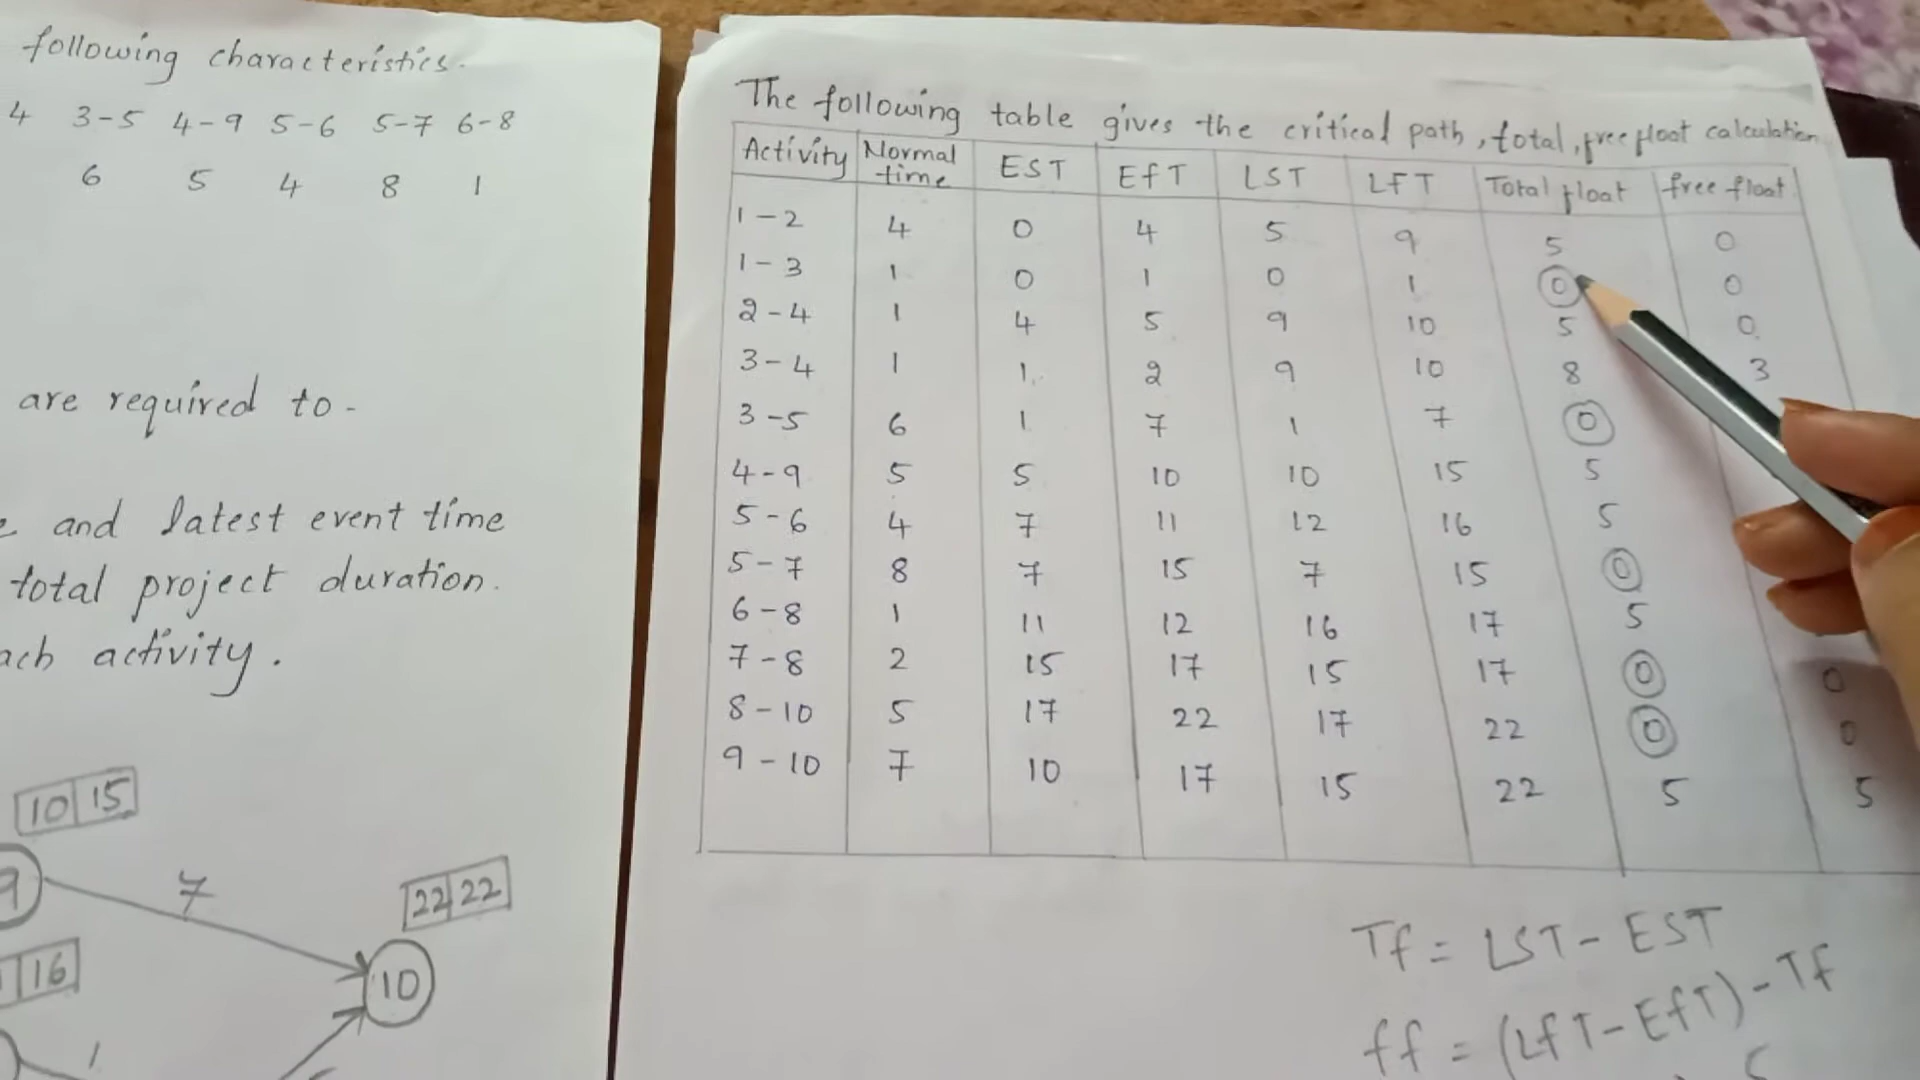 following characteristics.
4 3-5 4-9 5-6 5-7 6-8
6 5 4 8 1
are required to -
and latest event time
total project duration.
activity.
10 15
9
7
22 22
16
10
1
The following table gives the critical path, total, free float calculation
Activity Normal time EST EfT LST LFT Total float free float
1-2 4 0 4 5 9 5 0
1-3 1 0 1 0 1 0 0
2-4 1 4 5 9 10 5 0
3-4 1 1 2 9 10 8 3
3-5 6 1 7 1 7 0
4-9 5 5 10 10 15 5
5-6 4 7 11 12 16 5
5-7 8 7 15 7 15 0
6-8 1 11 12 16 17 5
7-8 2 15 17 15 17 0 0
8-10 5 17 22 17 22 0 0
9-10 7 10 17 15 22 5 5
Tf = LST - EST
ff = (LfT - EfT) - Tf